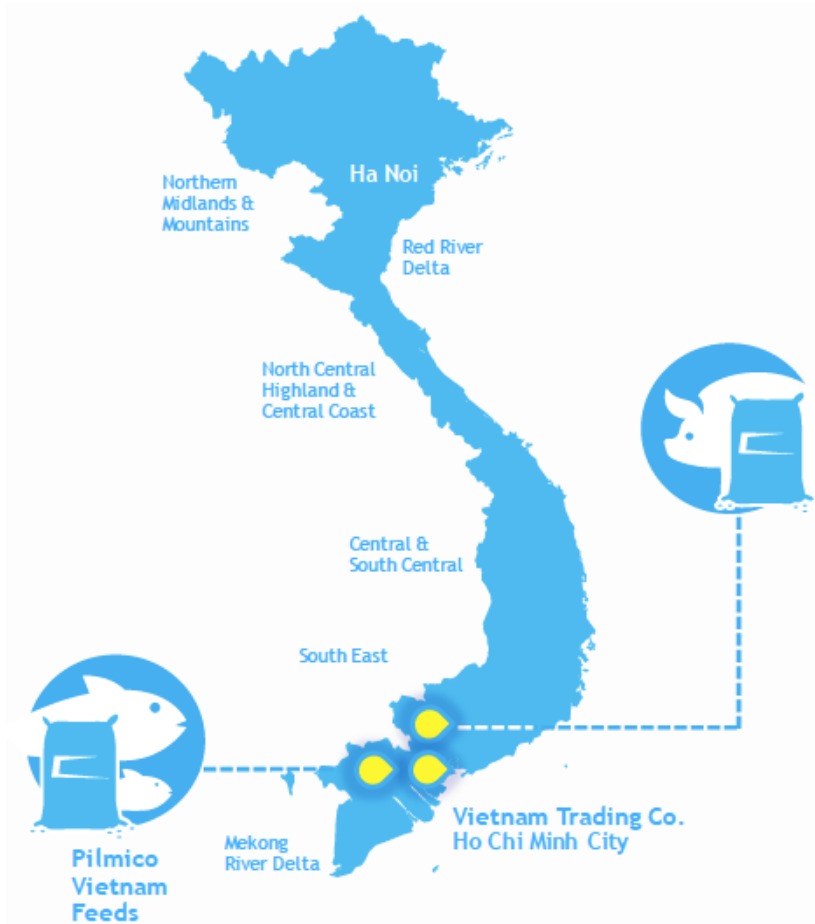 Ha Noi
Northern
Midlands &
Mountains
Red River
Delta
North Central
Highland &
Central Coast
Central &
South Central
South East
Vietnam Trading Co.
Ho Chi Minh City
Mekong
River Delta
Pilmico
Vietnam
Feeds